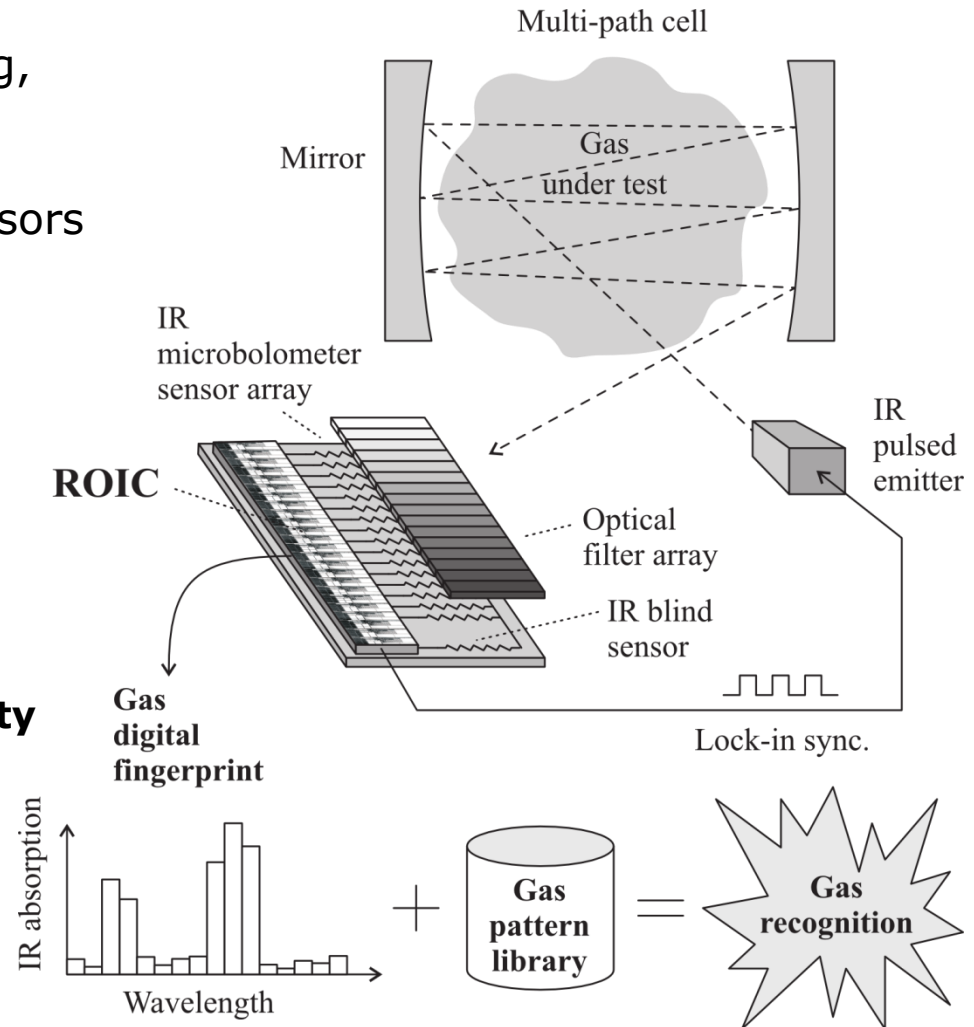 Multi-path cell
g,
Mirror
Gas
under test
sors
IR
microbolometer
sensor array
IR
pulsed
emitter
ROIC
Optical
filter array
IR blind
sensor
ty
Gas
digital
fingerprint
Lock-in sync.
IR absorption
Wavelength
+
Gas
pattern
library
=
Gas
recognition